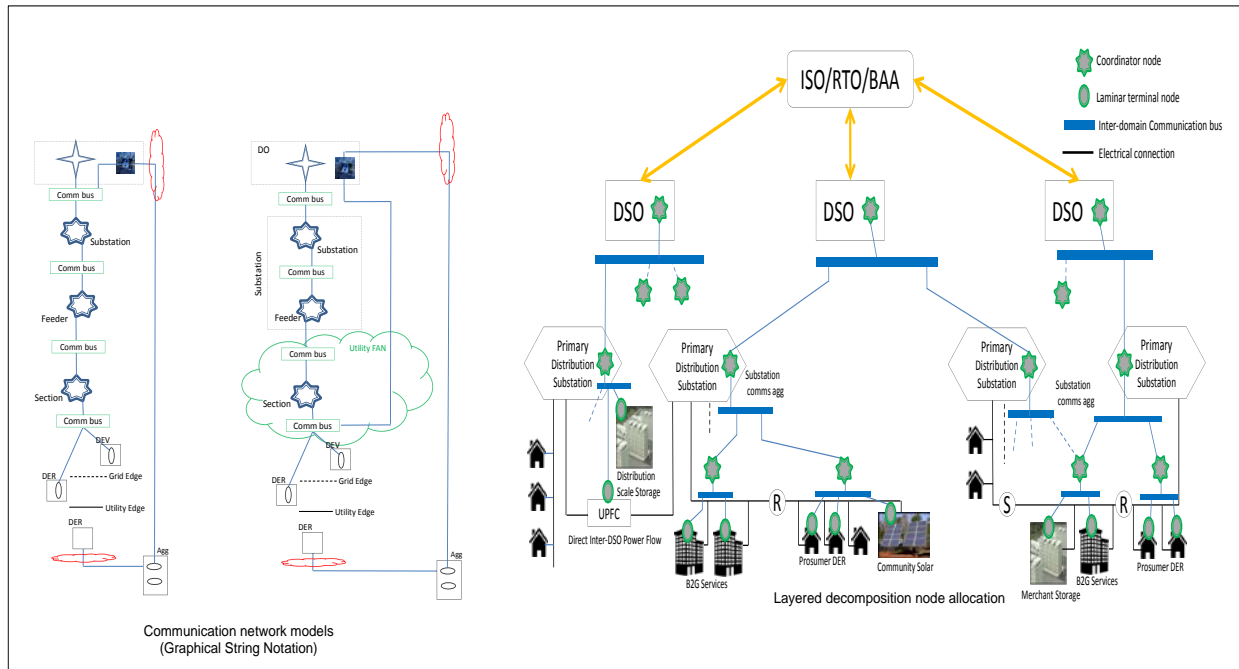 DO
Comm bus
Substation
Comm bus
Feeder
Comm bus
Section
Comm bus
DEV
DER
Grid Edge
Utility Edge
DER
Agg
Comm bus
Substation
Substation
Comm bus
Feeder
Utility FAN
Comm bus
Section
Comm bus
DEV
DER
Grid Edge
Utility Edge
DER
Agg
Communication network models
(Graphical String Notation)
ISO/RTO/BAA
Coordinator node
Laminar terminal node
Inter-domain Communication bus
Electrical connection
DSO
DSO
DSO
Primary
Distribution
Substation
Primary
Distribution
Substation
Substation
comms agg
Primary
Distribution
Substation
Substation
comms agg
Primary
Distribution
Substation
Distribution
Scale Storage
UPFC
Direct Inter-DSO Power Flow
R
B2G Services
Prosumer DER
Community Solar
S
R
Merchant Storage
B2G Services
Prosumer DER
Layered decomposition node allocation